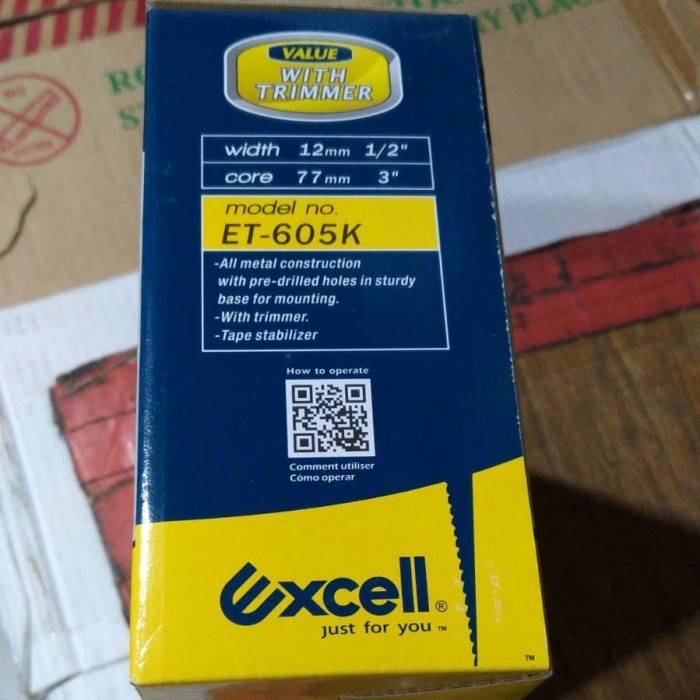 VALUE
WITH
TRIMMER
width 12mm 1/2"
core 77mm 3"
model no.
ET-605K
-All metal construction
with pre-drilled holes in sturdy
base for mounting.
-With trimmer.
-Tape stabilizer
How to operate
Comment utiliser
Cómo operar
Excell®
just for you™
TM